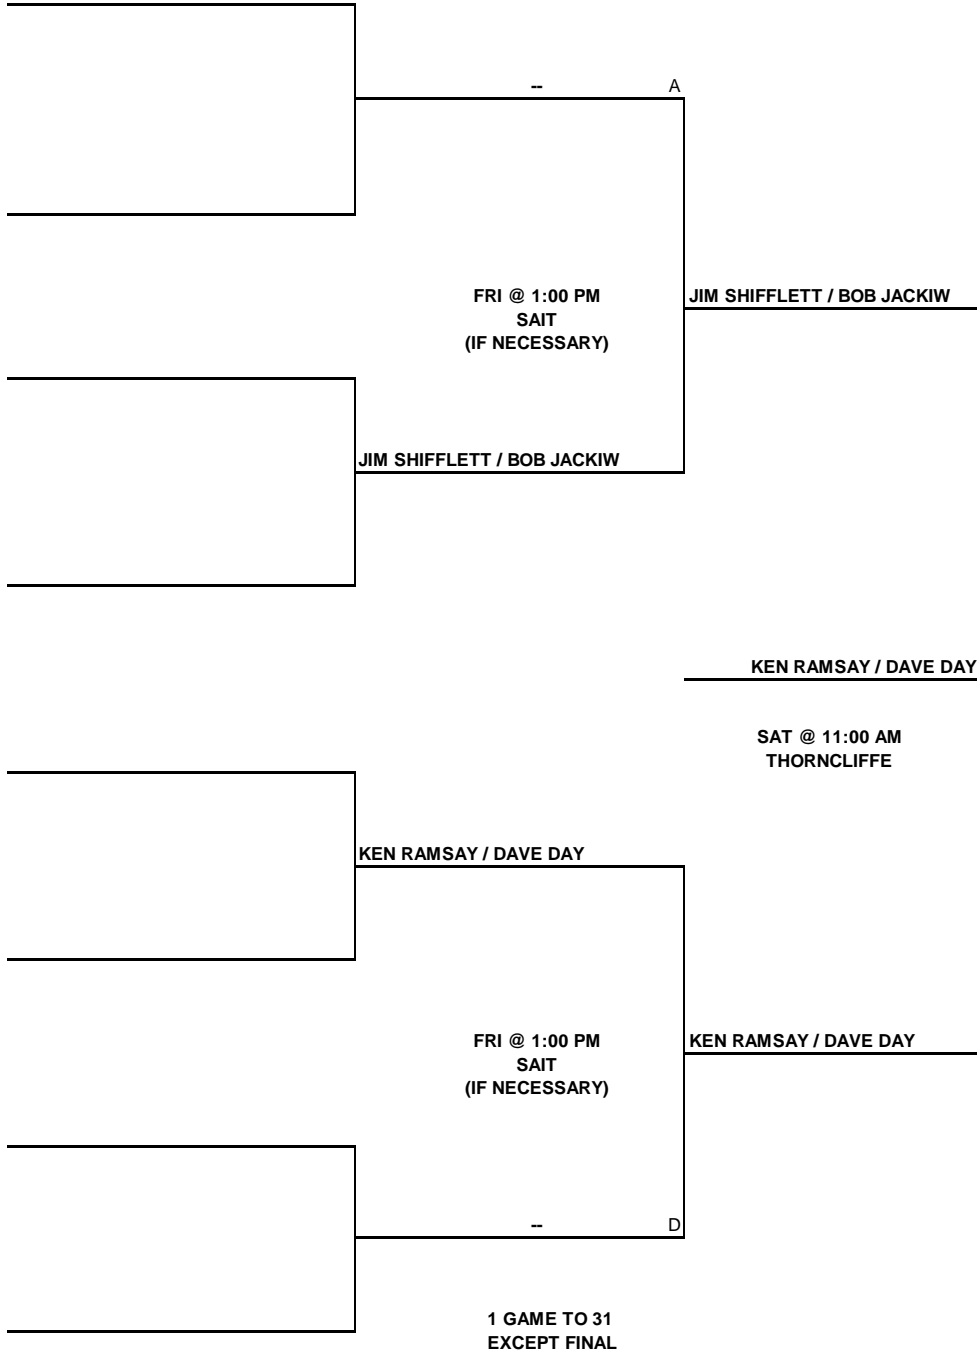 -- A
FRI @ 1:00 PM
SAIT
(IF NECESSARY)
JIM SHIFFLETT / BOB JACKIW
JIM SHIFFLETT / BOB JACKIW
KEN RAMSAY / DAVE DAY
SAT @ 11:00 AM
THORNCLIFFE
KEN RAMSAY / DAVE DAY
FRI @ 1:00 PM
SAIT
(IF NECESSARY)
KEN RAMSAY / DAVE DAY
-- D
1 GAME TO 31
EXCEPT FINAL